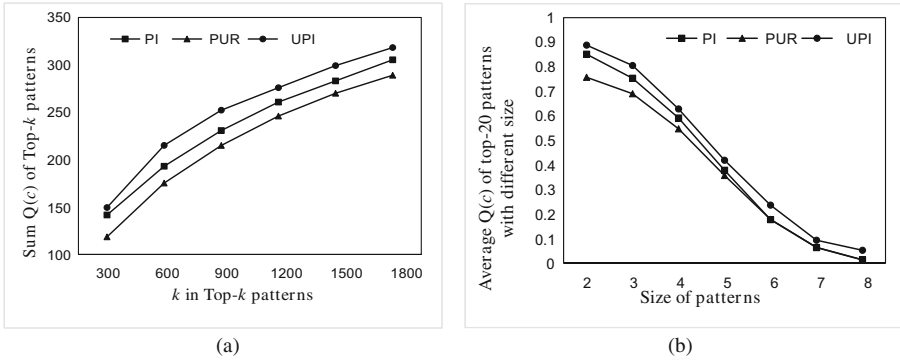 350
300
250
200
150
100
PI PUR UPI
Sum Q(c) of Top-k patterns
300 600 900 1200 1500 1800
k in Top-k patterns
(a)
1
0.9
0.8
0.7
0.6
0.5
0.4
0.3
0.2
0.1
0
PI PUR UPI
Average Q(c) of top-20 patterns
with different size
2 3 4 5 6 7 8
Size of patterns
(b)